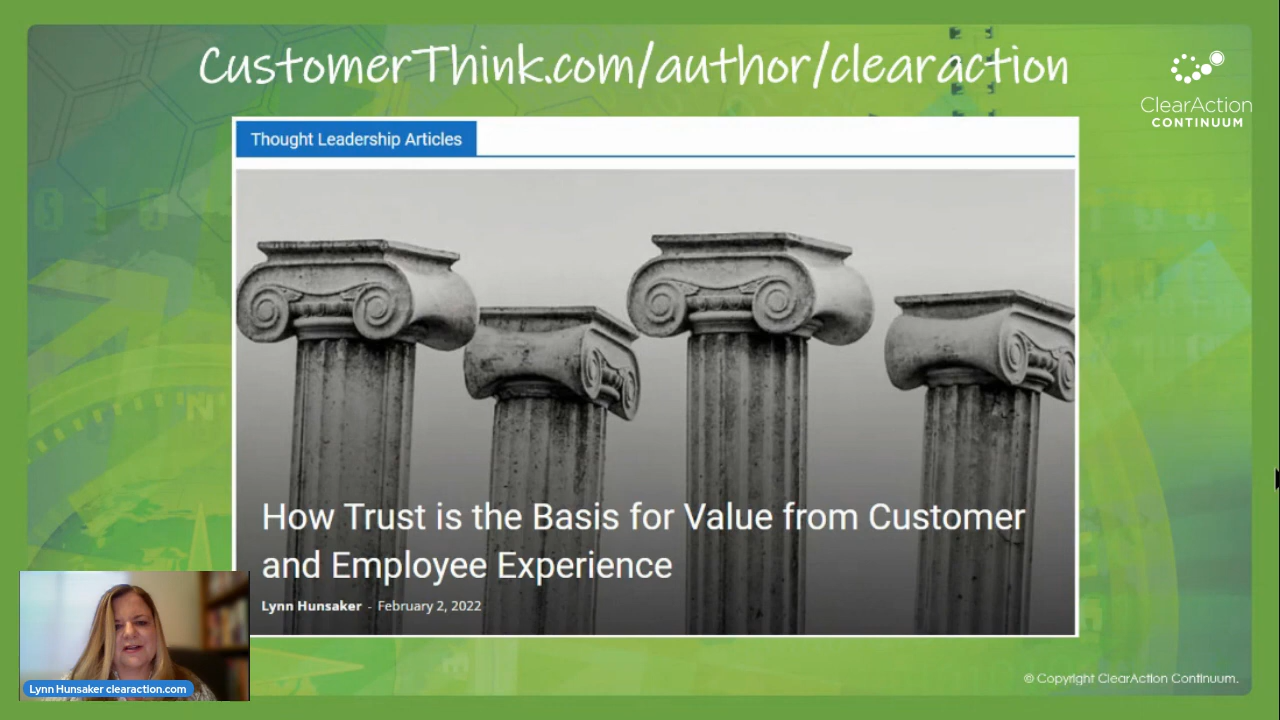 CustomerThink.com/author/clearaction
ClearAction
CONTINUUM
Thought Leadership Articles
How Trust is the Basis for Value from Customer
and Employee Experience
Lynn Hunsaker - February 2, 2022
N
Lynn Hunsaker clearaction.com
© Copyright ClearAction Continuum.